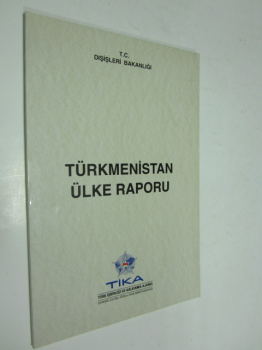 T.C.
DIŞİŞLERİ BAKANLIĞI
TÜRKMENİSTAN
ÜLKE RAPORU
TİKA